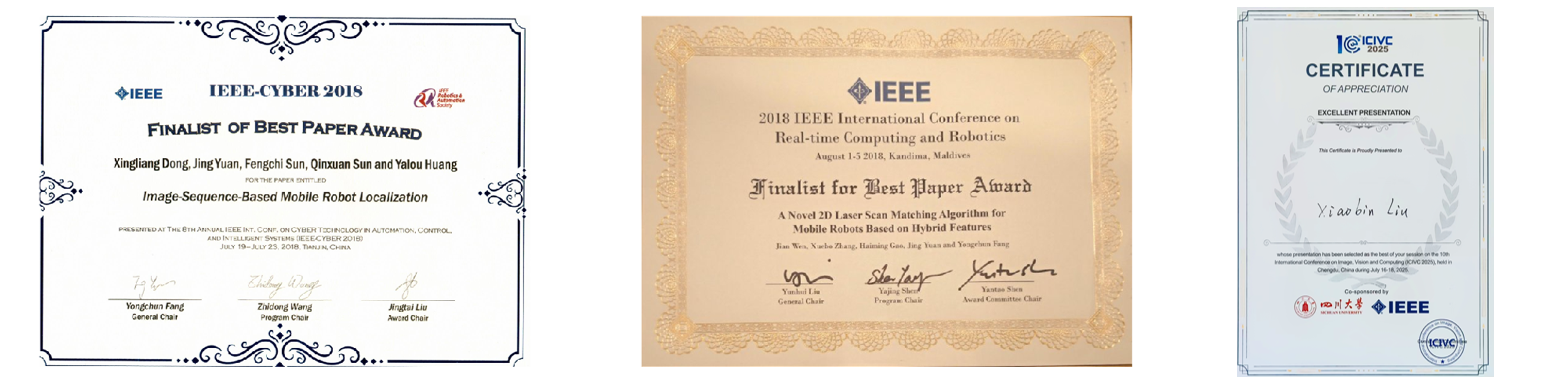 IEEE
IEEE-CYBER 2018
IEEE
Robotics &
Automation
Society
FINALIST OF BEST PAPER AWARD
Xingliang Dong, Jing Yuan, Fengchi Sun, Qinxuan Sun and Yalou Huang
FOR THE PAPER ENTITLED
Image-Sequence-Based Mobile Robot Localization
PRESENTED AT THE 8TH ANNUAL IEEE INT. CONF. ON CYBER TECHNOLOGY IN AUTOMATION, CONTROL,
AND INTELLIGENT SYSTEMS (IEEE-CYBER 2018)
JULY 19–JULY 23, 2018, TIANJIN, CHINA
Yongchun Fang
General Chair
Zhidong Wang
Program Chair
Jingtai Liu
Award Chair
IEEE
2018 IEEE International Conference on
Real-time Computing and Robotics
August 1-5 2018, Kandima, Maldives
Finalist for Best Paper Award
A Novel 2D Laser Scan Matching Algorithm for
Mobile Robots Based on Hybrid Features
Jian Wen, Xuebo Zhang, Haiming Gao, Jing Yuan and Yongchun Fang
Yunhui Liu
General Chair
Yajing Shen
Program Chair
Yantao Shen
Award Committee Chair
ICIVC
2025
CERTIFICATE
OF APPRECIATION
EXCELLENT PRESENTATION
This Certificate is Proudly Presented to
Xiaobin Liu
whose presentation has been selected as the best of your session on the 10th
International Conference on Image, Vision and Computing (ICIVC 2025), held in
Chengdu, China during July 16-18, 2025.
Co-sponsored by
四川大学
SICHUAN UNIVERSITY
IEEE
ICIVC